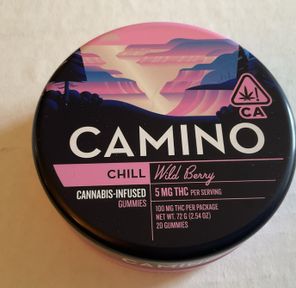 CA
CAMINO
CHILL Wild Berry
CANNABIS-INFUSED 5 MG THC PER SERVING
GUMMIES 100 MG THC PER PACKAGE
NET WT. 72 G (2.54 OZ)
20 GUMMIES
CAMINO